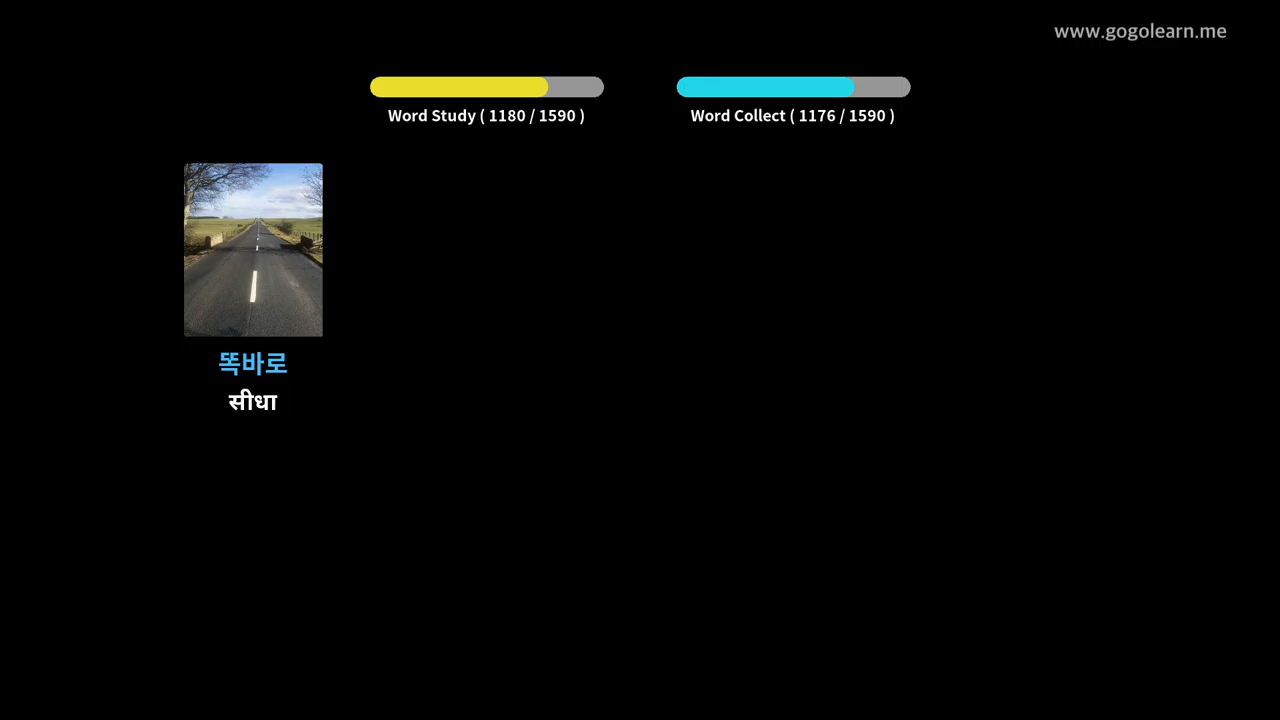 www.gogolearn.me
Word Study ( 1180 / 1590 )
Word Collect ( 1176 / 1590 )
똑바로
सीधा